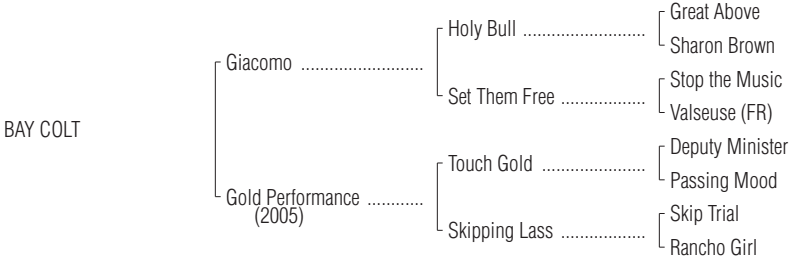 Great Above
Holy Bull ..........................
Sharon Brown
Giacomo ..........................
Stop the Music
Set Them Free ..................
Valseuse (FR)
BAY COLT
Deputy Minister
Touch Gold ......................
Passing Mood
Gold Performance ............
(2005)
Skip Trial
Skipping Lass ..................
Rancho Girl